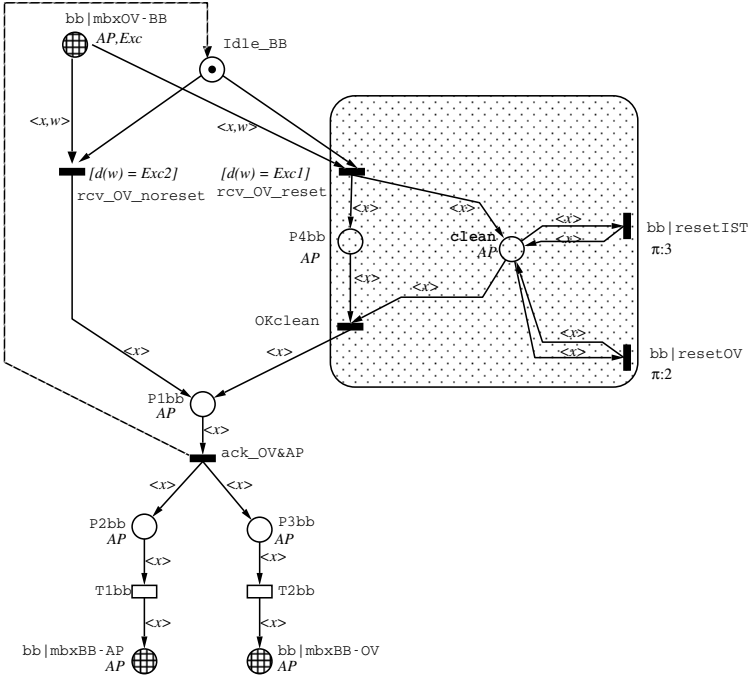 bb|mbxOV-BB
AP,Exc
Idle_BB
<x,w>
<x,w>
[d(w) = Exc2]
rcv_OV_noreset
[d(w) = Exc1]
rcv_OV_reset
<x>
<x>
P4bb
AP
clean
AP
<x>
<x>
bb|resetIST
π:3
<x>
<x>
OKclean
<x>
<x>
bb|resetOV
π:2
<x>
<x>
P1bb
AP
<x>
ack_OV&AP
<x>
<x>
P2bb
AP
P3bb
AP
<x>
<x>
T1bb
T2bb
<x>
<x>
bb|mbxBB-AP
AP
bb|mbxBB-OV
AP